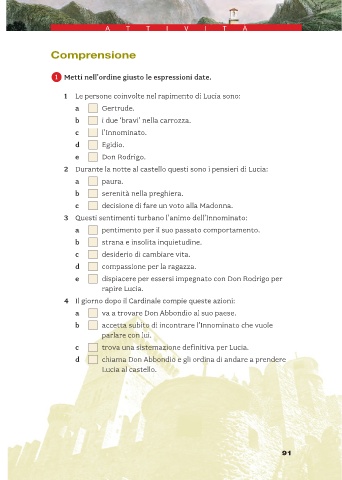 ATTIVITÀ
Comprensione
1 Metti nell'ordine giusto le espressioni date.
1 Le persone coinvolte nel rapimento di Lucia sono:
a Gertrude.
b i due 'bravi' nella carrozza.
c l'Innominato.
d Egidio.
e Don Rodrigo.
2 Durante la notte al castello questi sono i pensieri di Lucia:
a paura.
b serenità nella preghiera.
c decisione di fare un voto alla Madonna.
3 Questi sentimenti turbano l'animo dell'Innominato:
a pentimento per il suo passato comportamento.
b strana e insolita inquietudine.
c desiderio di cambiare vita.
d compassione per la ragazza.
e dispiacere per essersi impegnato con Don Rodrigo per
rapire Lucia.
4 Il giorno dopo il Cardinale compie queste azioni:
a va a trovare Don Abbondio al suo paese.
b accetta subito di incontrare l'Innominato che vuole
parlare con lui.
c trova una sistemazione definitiva per Lucia.
d chiama Don Abbondio e gli ordina di andare a prendere
Lucia al castello.
91